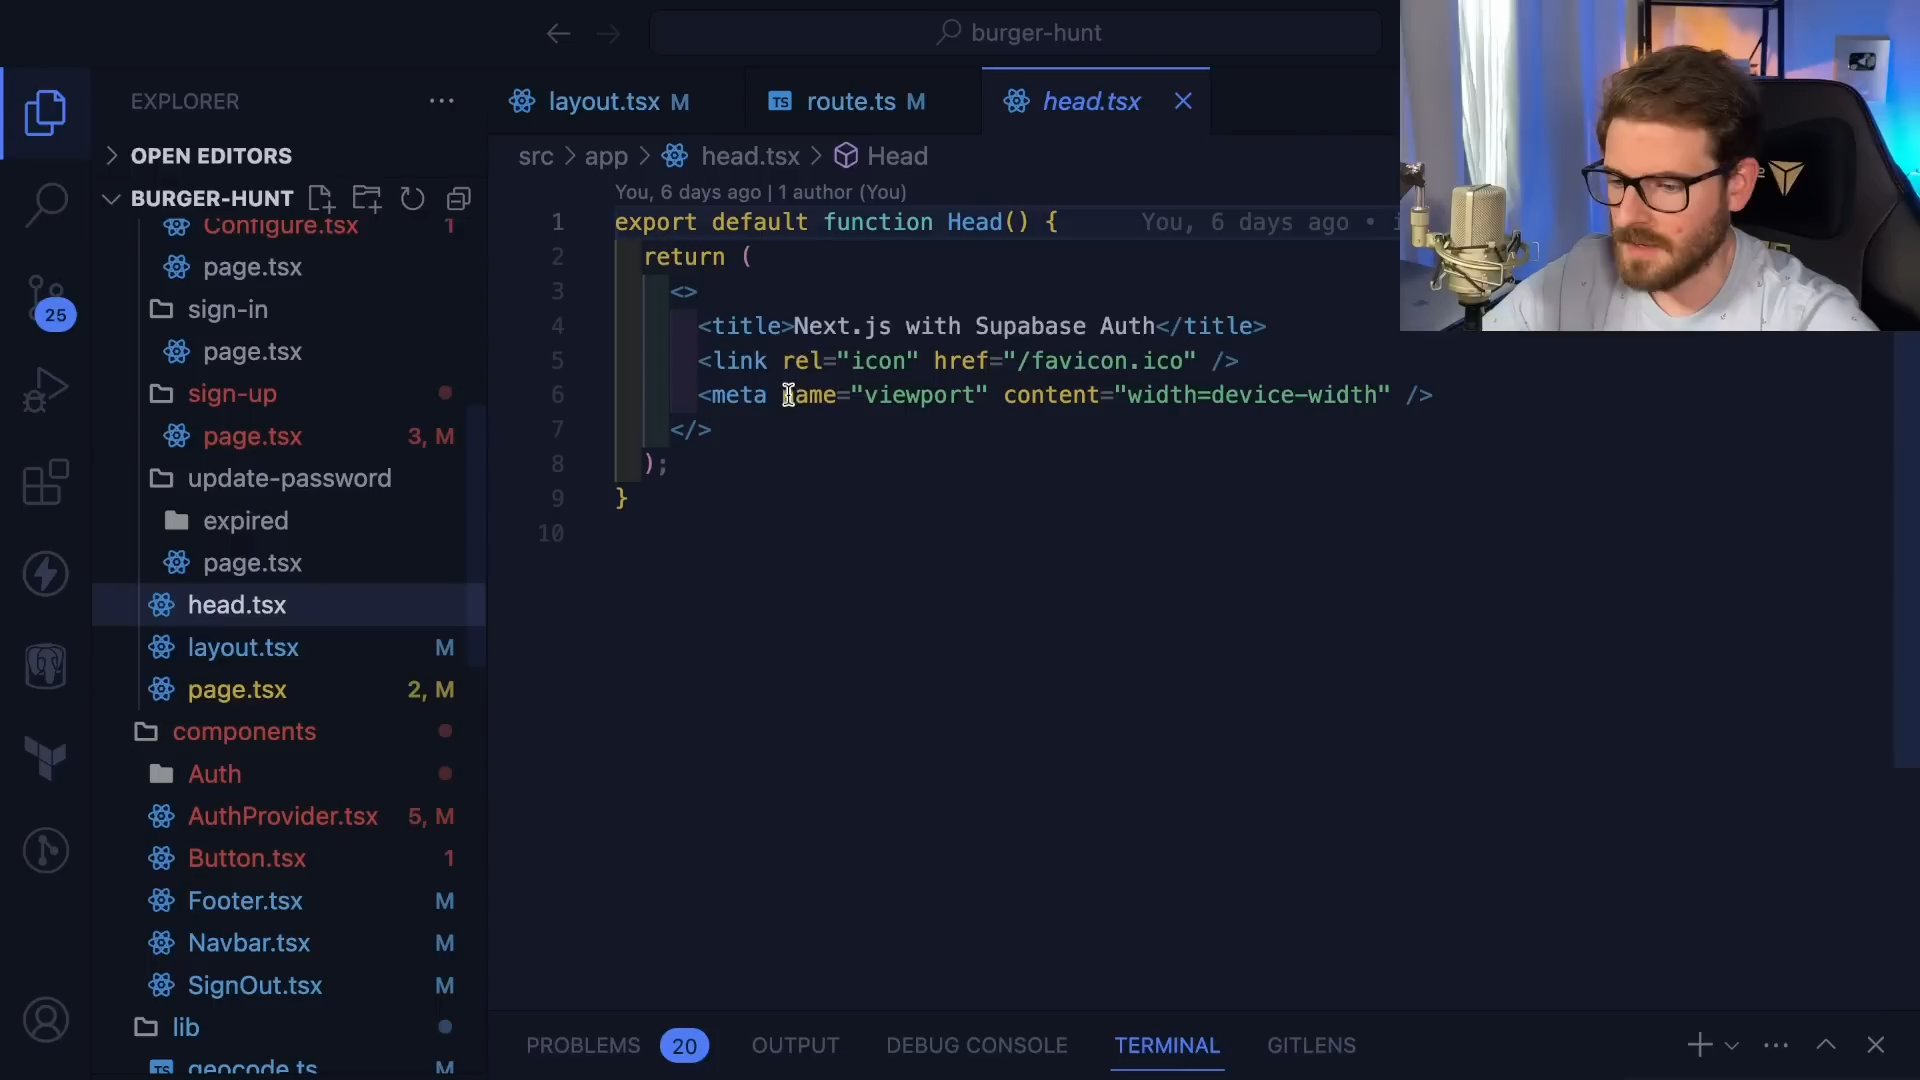 burger-hunt
EXPLORER
layout.tsx M
route.ts M
head.tsx
OPEN EDITORS
src > app > head.tsx > Head
BURGER-HUNT
You, 6 days ago | 1 author (You)
Configure.tsx 1
1 export default function Head() { You, 6 days ago •
page.tsx
2 return (
3 <>
sign-in
25
4 <title>Next.js with Supabase Auth</title>
page.tsx
5 <link rel="icon" href="/favicon.ico" />
sign-up
6 <meta name="viewport" content="width=device-width" />
page.tsx 3, M
7 </>
8 );
update-password
9 }
expired
10
page.tsx
head.tsx
layout.tsx M
page.tsx 2, M
components
Auth
AuthProvider.tsx 5, M
Button.tsx 1
Footer.tsx M
Navbar.tsx M
SignOut.tsx M
lib
PROBLEMS 20 OUTPUT DEBUG CONSOLE TERMINAL GITLENS
TS geocode.ts M